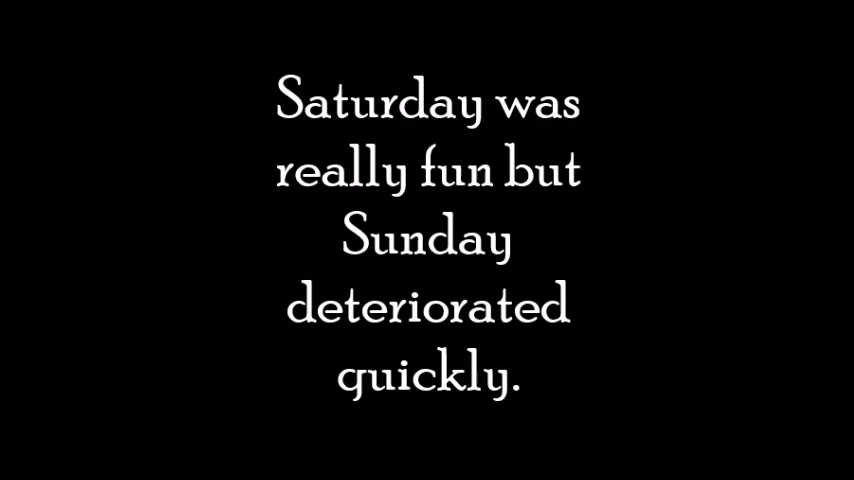 Saturday was
really fun but
Sunday
deteriorated
quickly.